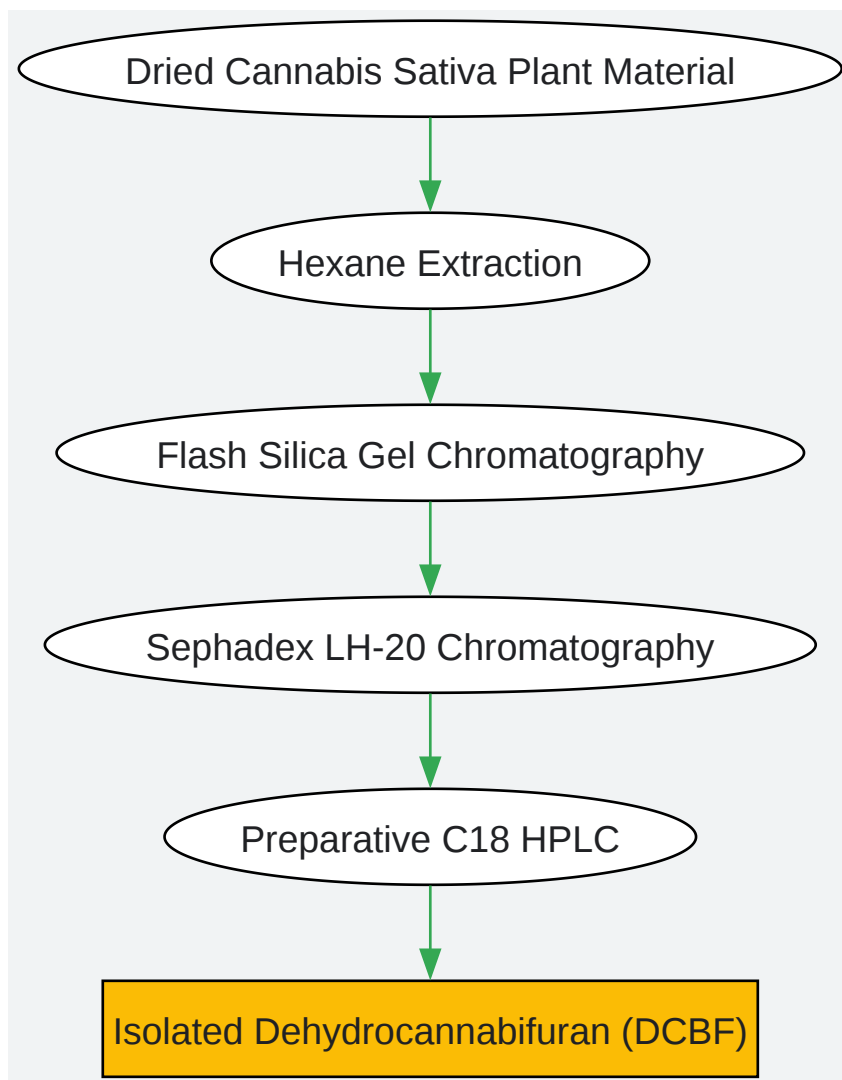 Dried Cannabis Sativa Plant Material
Hexane Extraction
Flash Silica Gel Chromatography
Sephadex LH-20 Chromatography
Preparative C18 HPLC
Isolated Dehydrocannabifuran (DCBF)